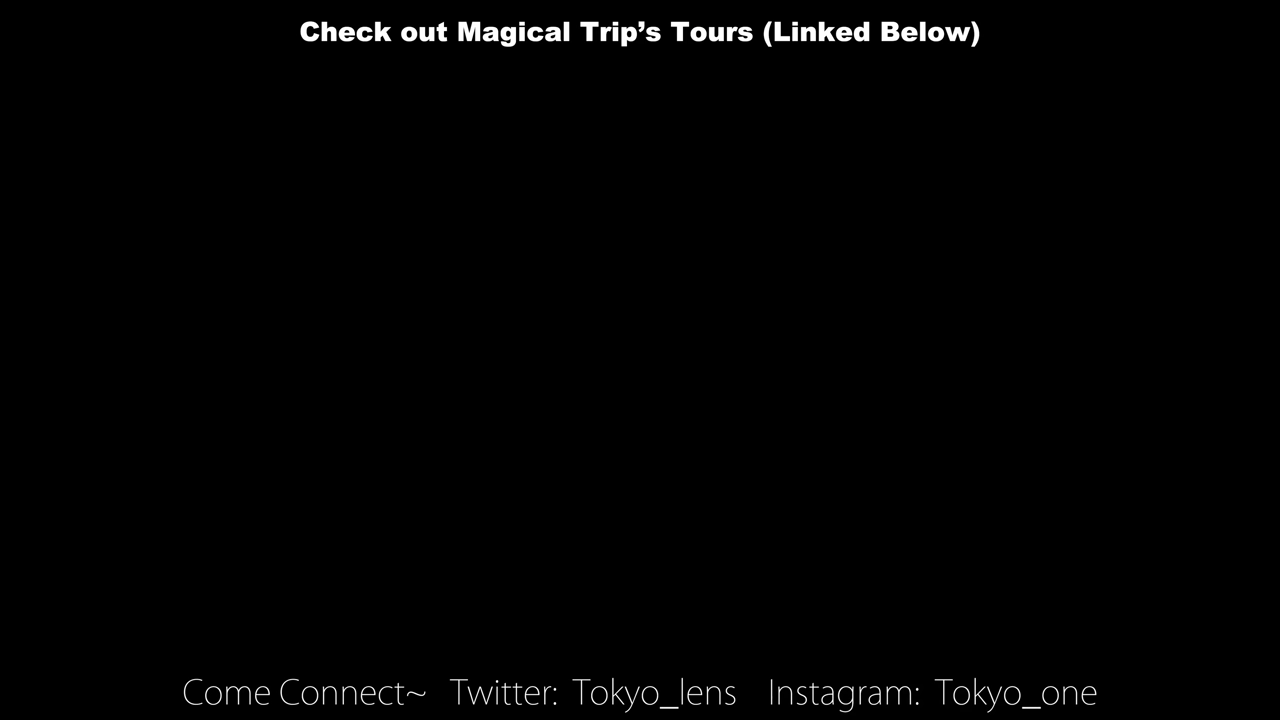 Check out Magical Trip’s Tours (Linked Below)
Come Connect~ Twitter: Tokyo_lens Instagram: Tokyo_one